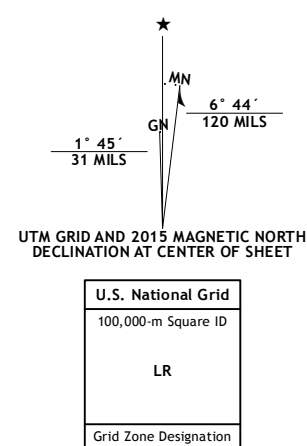 ★
MN
GN
6° 44´
120 MILS
1° 45´
31 MILS
UTM GRID AND 2015 MAGNETIC NORTH
DECLINATION AT CENTER OF SHEET
U.S. National Grid
100,000-m Square ID
LR
Grid Zone Designation